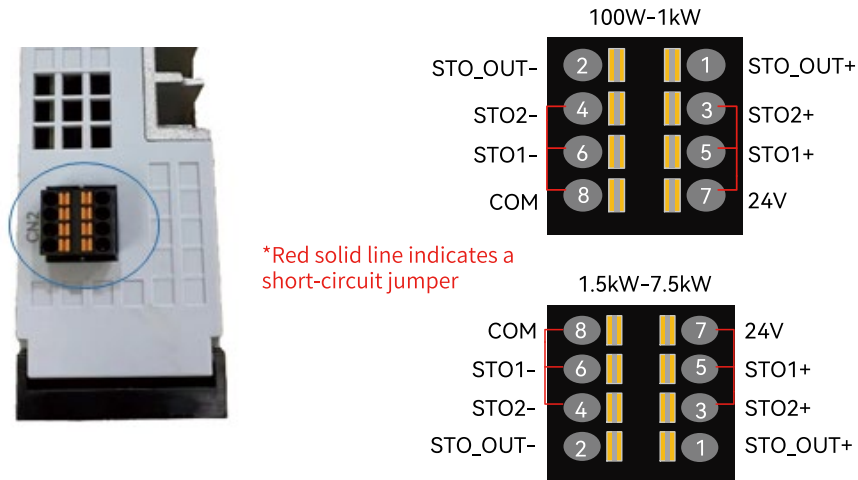 100W-1kW
STO_OUT- 2 1 STO_OUT+
STO2- 4 3 STO2+
STO1- 6 5 STO1+
COM 8 7 24V
CN2
*Red solid line indicates a
short-circuit jumper
1.5kW-7.5kW
COM 8 7 24V
STO1- 6 5 STO1+
STO2- 4 3 STO2+
STO_OUT- 2 1 STO_OUT+